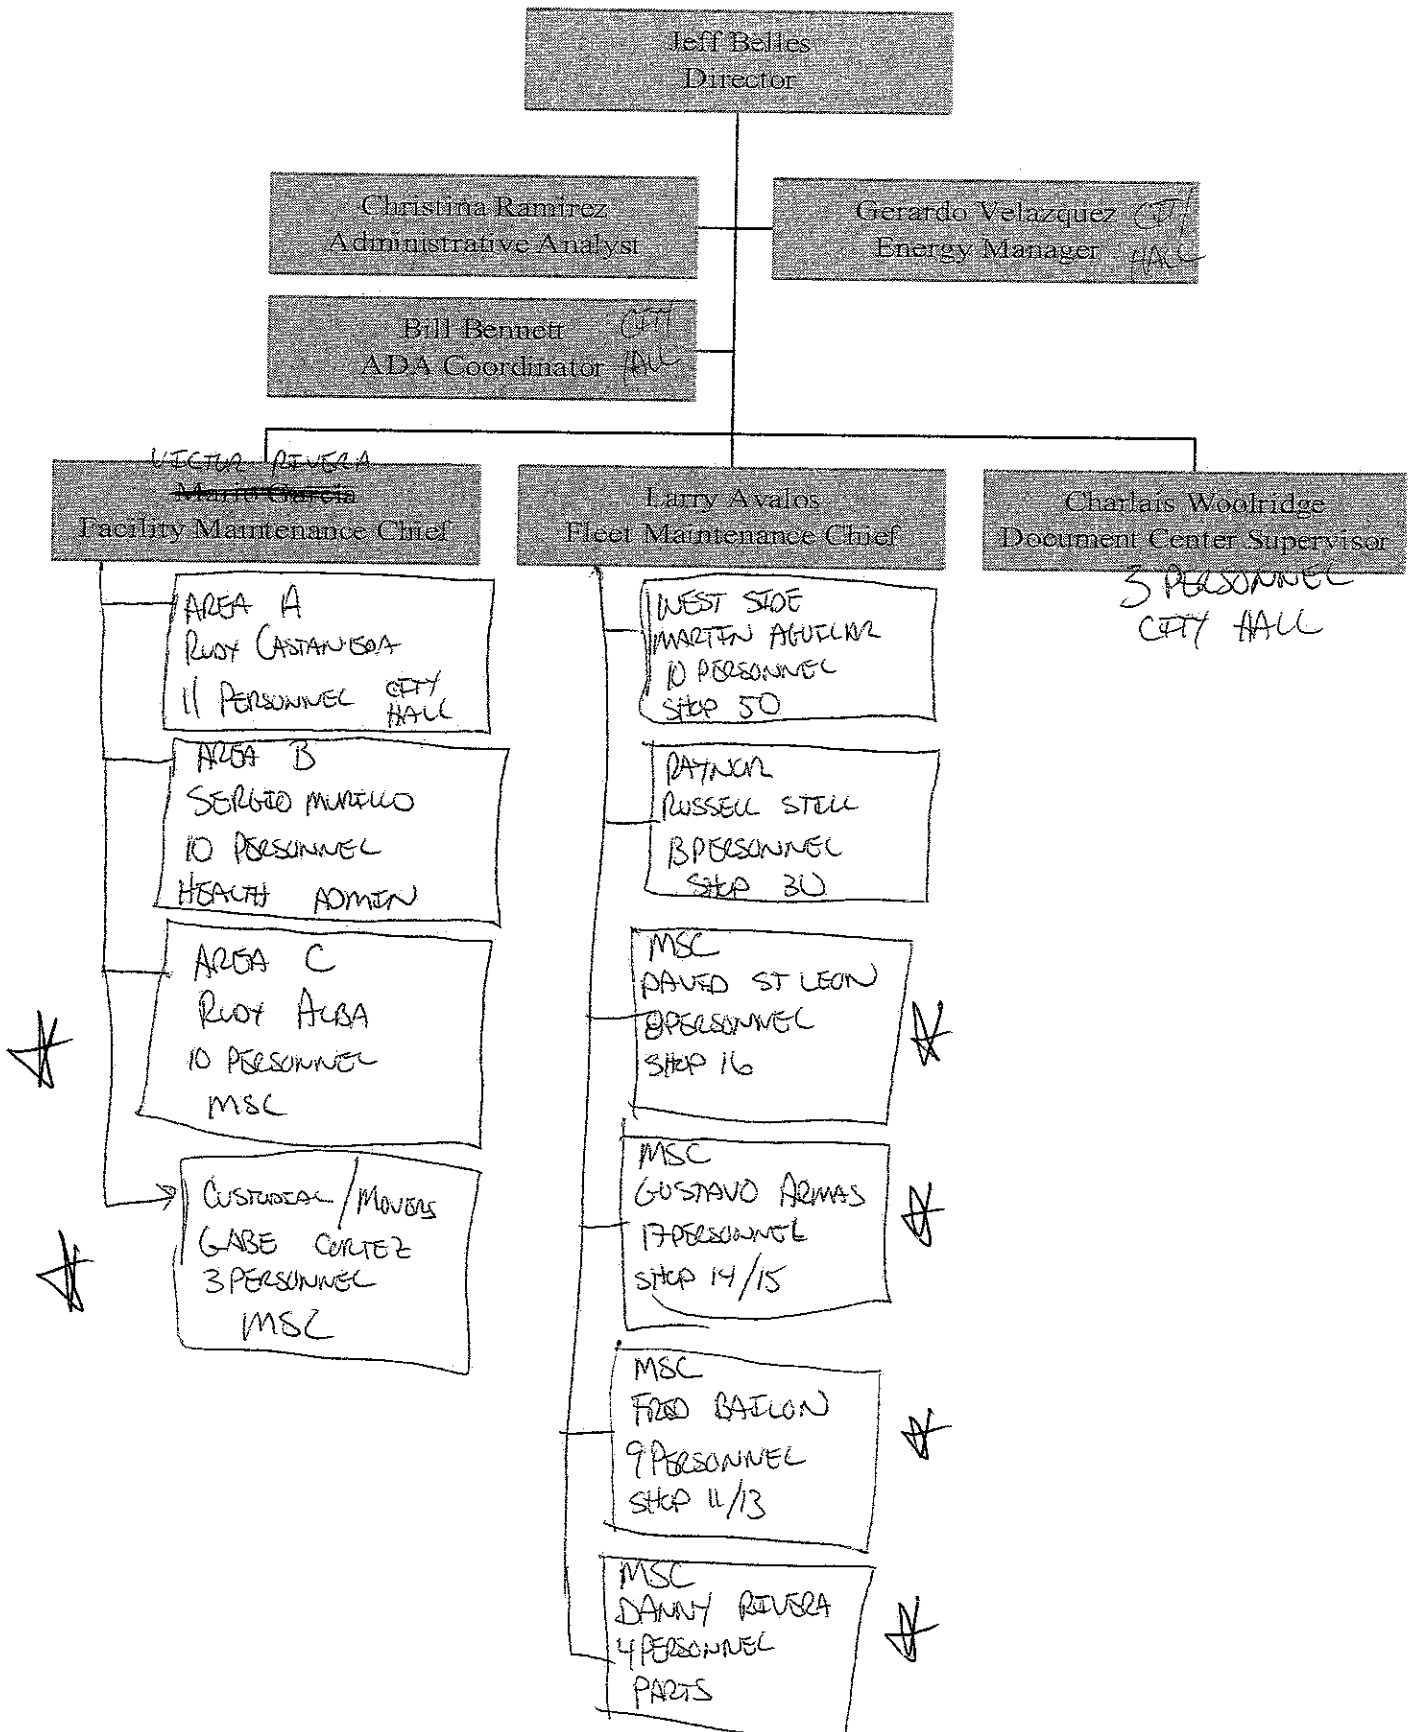 Jeff Belles
Director
Christina Ramirez
Administrative Analyst
Gerardo Velazquez CITY
Energy Manager HALL
Bill Bennett CITY
ADA Coordinator HALL
VICTOR RIVERA
Mario Garcia
Facility Maintenance Chief
Larry Avalos
Fleet Maintenance Chief
Charlais Woolridge
Document Center Supervisor
3 PERSONNEL
CITY HALL
AREA A
RUDY CASTANEDA
11 PERSONNEL CITY
HALL
AREA B
SERGIO MURILLO
10 PERSONNEL
HEALTH ADMIN
AREA C
RUDY ALBA
10 PERSONNEL
MSC
CUSTODIAL/MOVERS
GABE CORTEZ
3 PERSONNEL
MSC
WEST SIDE
MARTIN AGUILAR
10 PERSONNEL
SHOP 50
RAYNOR
RUSSELL STILL
13 PERSONNEL
SHOP 30
MSC
DAVID ST LEON
8 PERSONNEL
SHOP 16
MSC
GUSTAVO ARMAS
17 PERSONNEL
SHOP 14/15
MSC
FRED BAILON
9 PERSONNEL
SHOP 11/13
MSC
DANNY RIVERA
4 PERSONNEL
PARTS